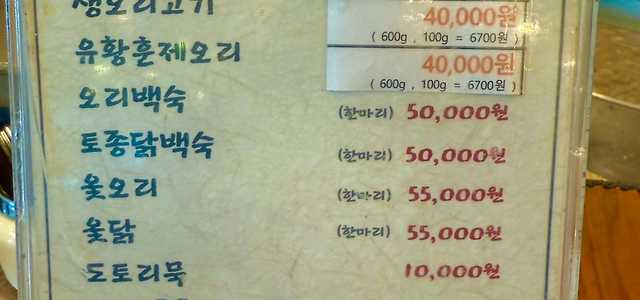 생오리고기 40,000원
( 600g , 100g = 6700원 )
유황훈제오리 40,000원
( 600g , 100g = 6700원 )
오리백숙 (한마리) 50,000원
토종닭백숙 (한마리) 50,000원
옻오리 (한마리) 55,000원
옻닭 (한마리) 55,000원
도토리묵 10,000원